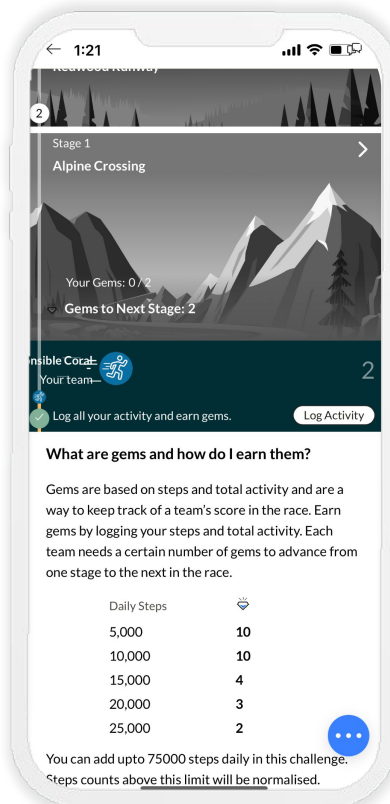 1:21
Redwood Runway
2
Stage 1
Alpine Crossing
Your Gems: 0 / 2
Gems to Next Stage: 2
nsible Coral
Your team
2
Log all your activity and earn gems.
Log Activity
What are gems and how do I earn them?
Gems are based on steps and total activity and are a
way to keep track of a team's score in the race. Earn
gems by logging your steps and total activity. Each
team needs a certain number of gems to advance from
one stage to the next in the race.
Daily Steps
5,000 10
10,000 10
15,000 4
20,000 3
25,000 2
You can add upto 75000 steps daily in this challenge.
Steps counts above this limit will be normalised.